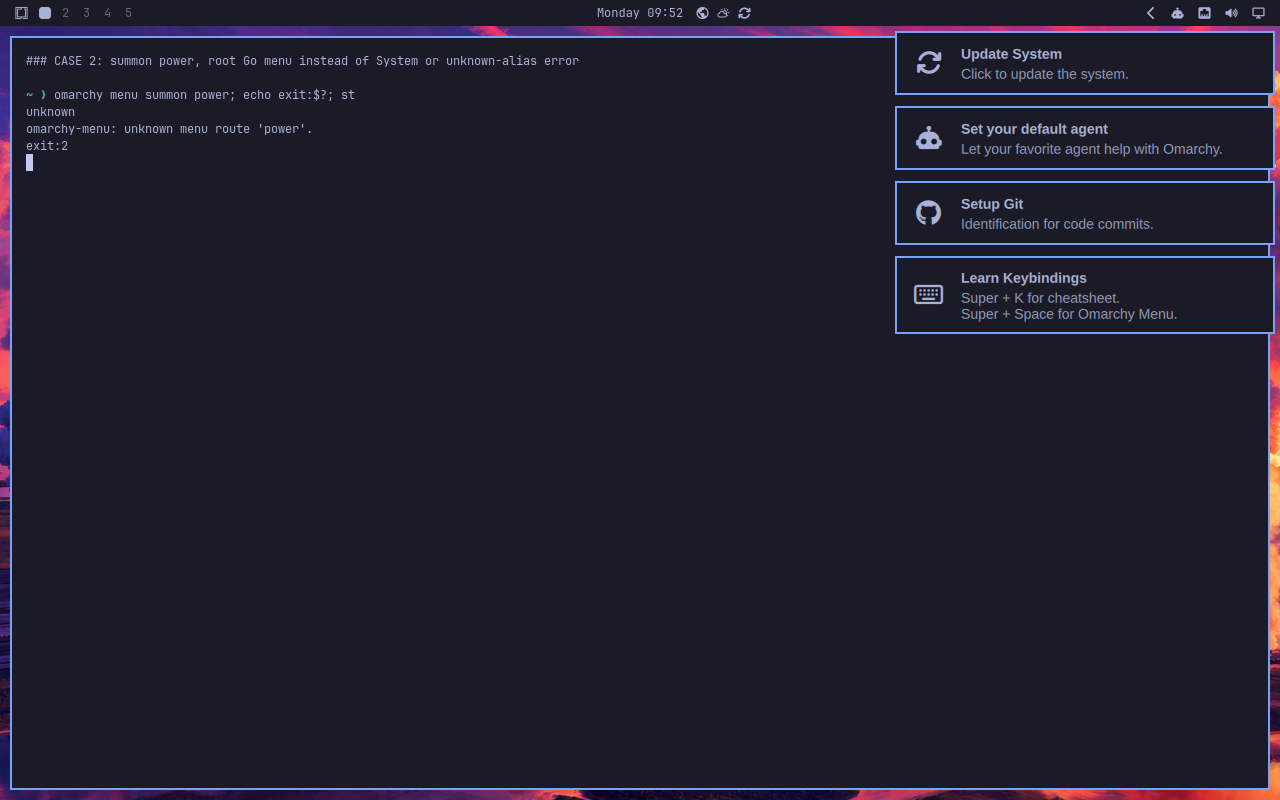 2 3 4 5
Monday 09:52
### CASE 2: summon power, root Go menu instead of System or unknown-alias error
~ ❯ omarchy menu summon power; echo exit:$?; st
unknown
omarchy-menu: unknown menu route 'power'.
exit:2
Update System
Click to update the system.
Set your default agent
Let your favorite agent help with Omarchy.
Setup Git
Identification for code commits.
Learn Keybindings
Super + K for cheatsheet.
Super + Space for Omarchy Menu.